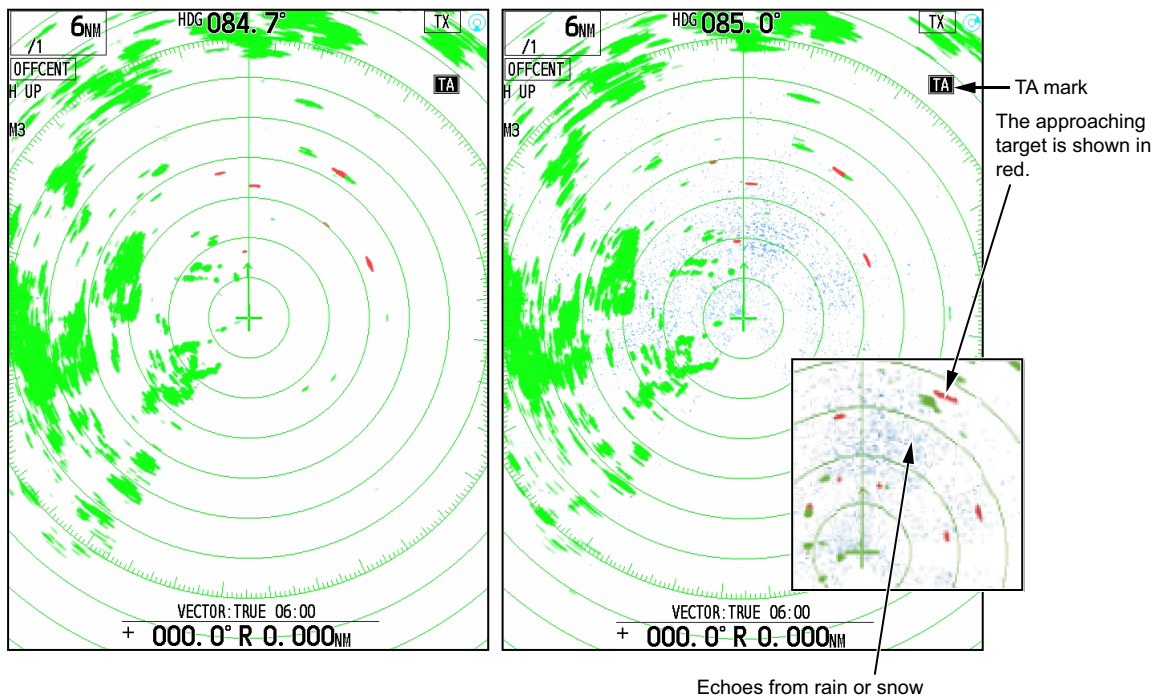 6NM
/1
HDG 084.7°
TX
OFFCENT
H UP
TA
M3
VECTOR:TRUE 06:00
+ 000.0° R 0.000NM
6NM
/1
HDG 085.0°
TX
OFFCENT
H UP
TA
M3
VECTOR:TRUE 06:00
+ 000.0° R 0.000NM
TA mark
The approaching
target is shown in
red.
Echoes from rain or snow